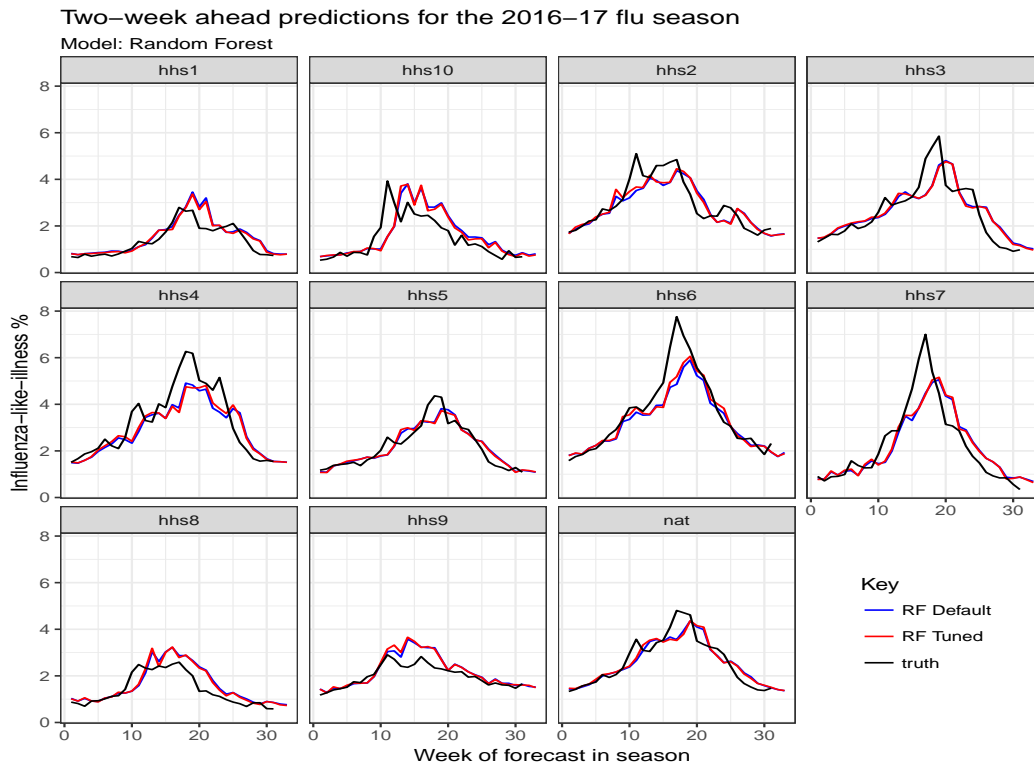 Two−week ahead predictions for the 2016−17 flu season
Model: Random Forest
hhs1 hhs10 hhs2 hhs3
8
6
4
2
0
hhs4 hhs5 hhs6 hhs7
8
6
4
2
0
0 10 20 30
hhs8 hhs9 nat
8
6
4
2
0
0 10 20 30 0 10 20 30 0 10 20 30
Influenza−like−illness %
Week of forecast in season
Key
RF Default
RF Tuned
truth